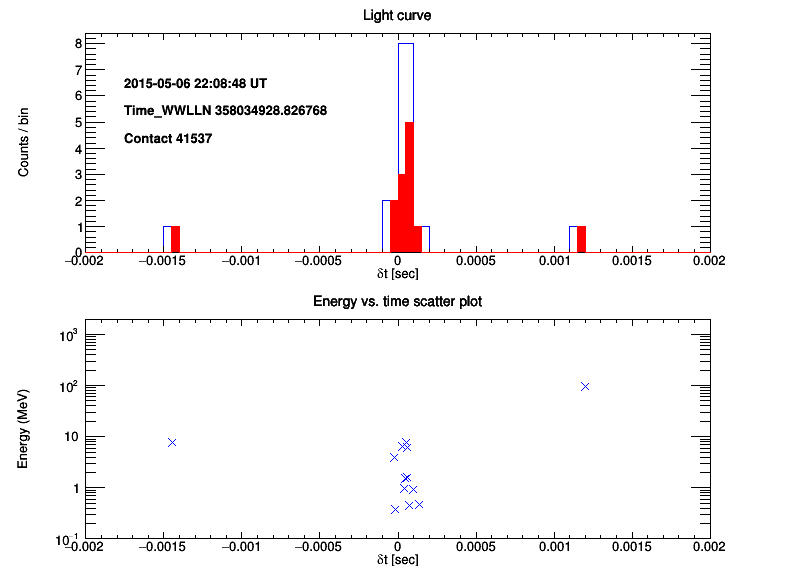 Light curve
8
7
6
5
4
3
2
1
0
Counts / bin
2015-05-06 22:08:48 UT
Time_WWLLN 358034928.826768
Contact 41537
−0.002 −0.0015 −0.001 −0.0005 0 0.0005 0.001 0.0015 0.002
δt [sec]
Energy vs. time scatter plot
10³
10²
10
1
10⁻¹
Energy (MeV)
−0.002 −0.0015 −0.001 −0.0005 0 0.0005 0.001 0.0015 0.002
δt [sec]